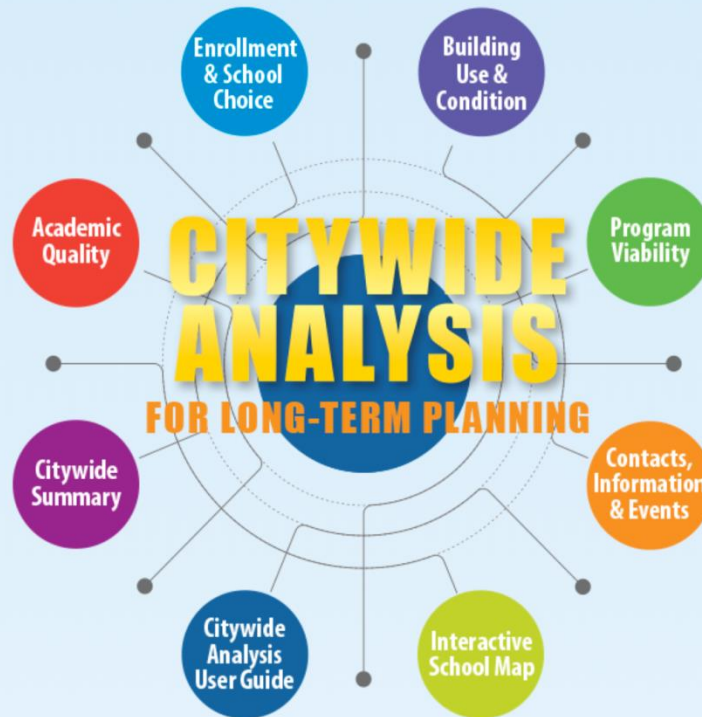 Enrollment
& School
Choice
Building
Use &
Condition
Academic
Quality
Program
Viability
CITYWIDE
ANALYSIS
FOR LONG-TERM PLANNING
Citywide
Summary
Contacts,
Information
& Events
Citywide
Analysis
User Guide
Interactive
School Map